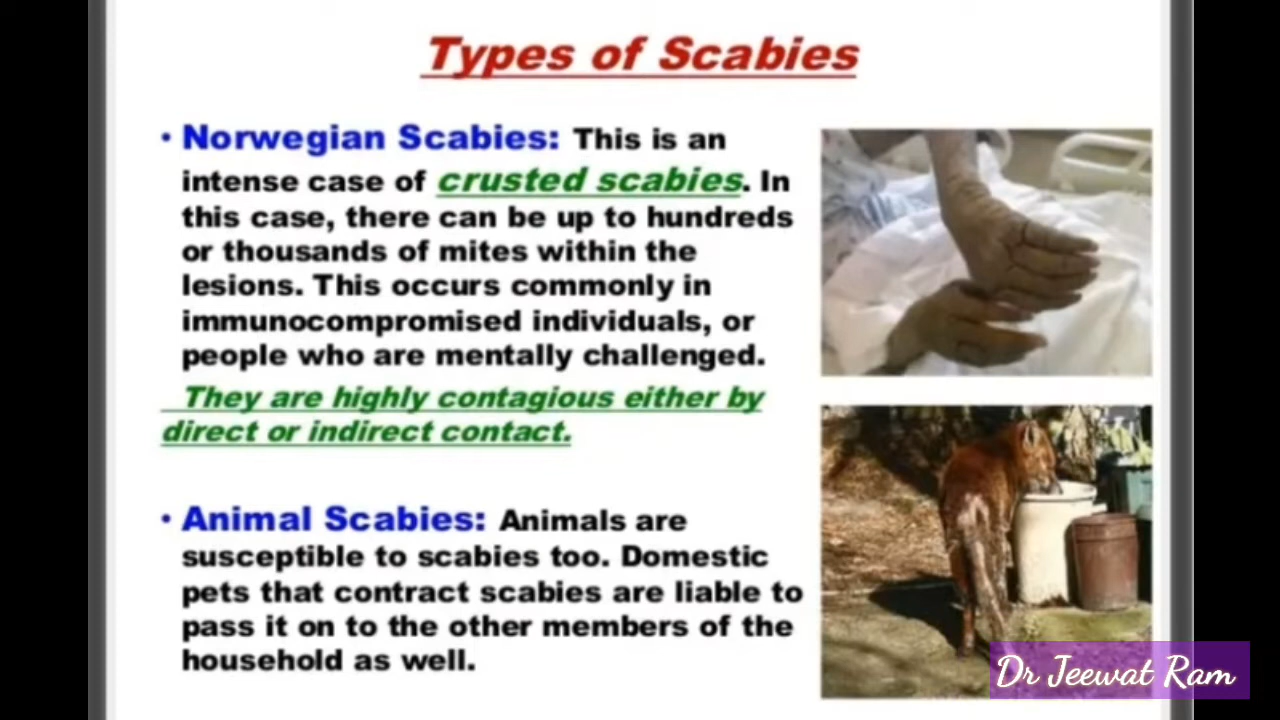 Types of Scabies
• Norwegian Scabies: This is an
intense case of crusted scabies. In
this case, there can be up to hundreds
or thousands of mites within the
lesions. This occurs commonly in
immunocompromised individuals, or
people who are mentally challenged.
They are highly contagious either by
direct or indirect contact.
• Animal Scabies: Animals are
susceptible to scabies too. Domestic
pets that contract scabies are liable to
pass it on to the other members of the
household as well.
Dr Jeewat Ram